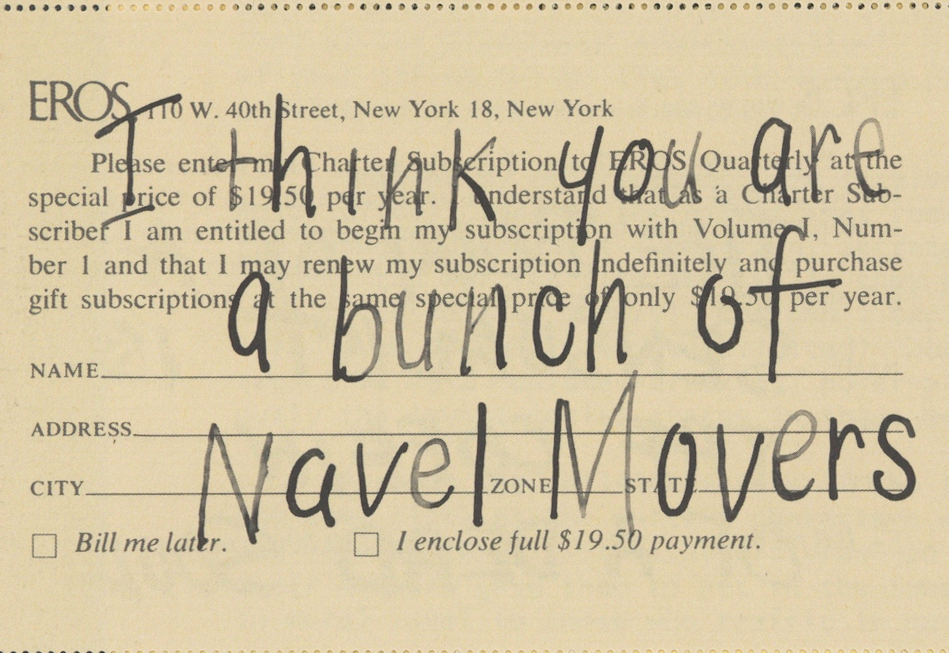 EROS 110 W. 40th Street, New York 18, New York
I think you are
Please enter my Charter Subscription to EROS Quarterly at the
special price of $19.50 per year. I understand that as a Charter Sub-
scriber I am entitled to begin my subscription with Volume I, Num-
ber 1 and that I may renew my subscription indefinitely and purchase
gift subscriptions at the same special price of only $19.50 per year.
a bunch of
NAME
ADDRESS
Navel Movers
CITY ZONE STATE
Bill me later. I enclose full $19.50 payment.